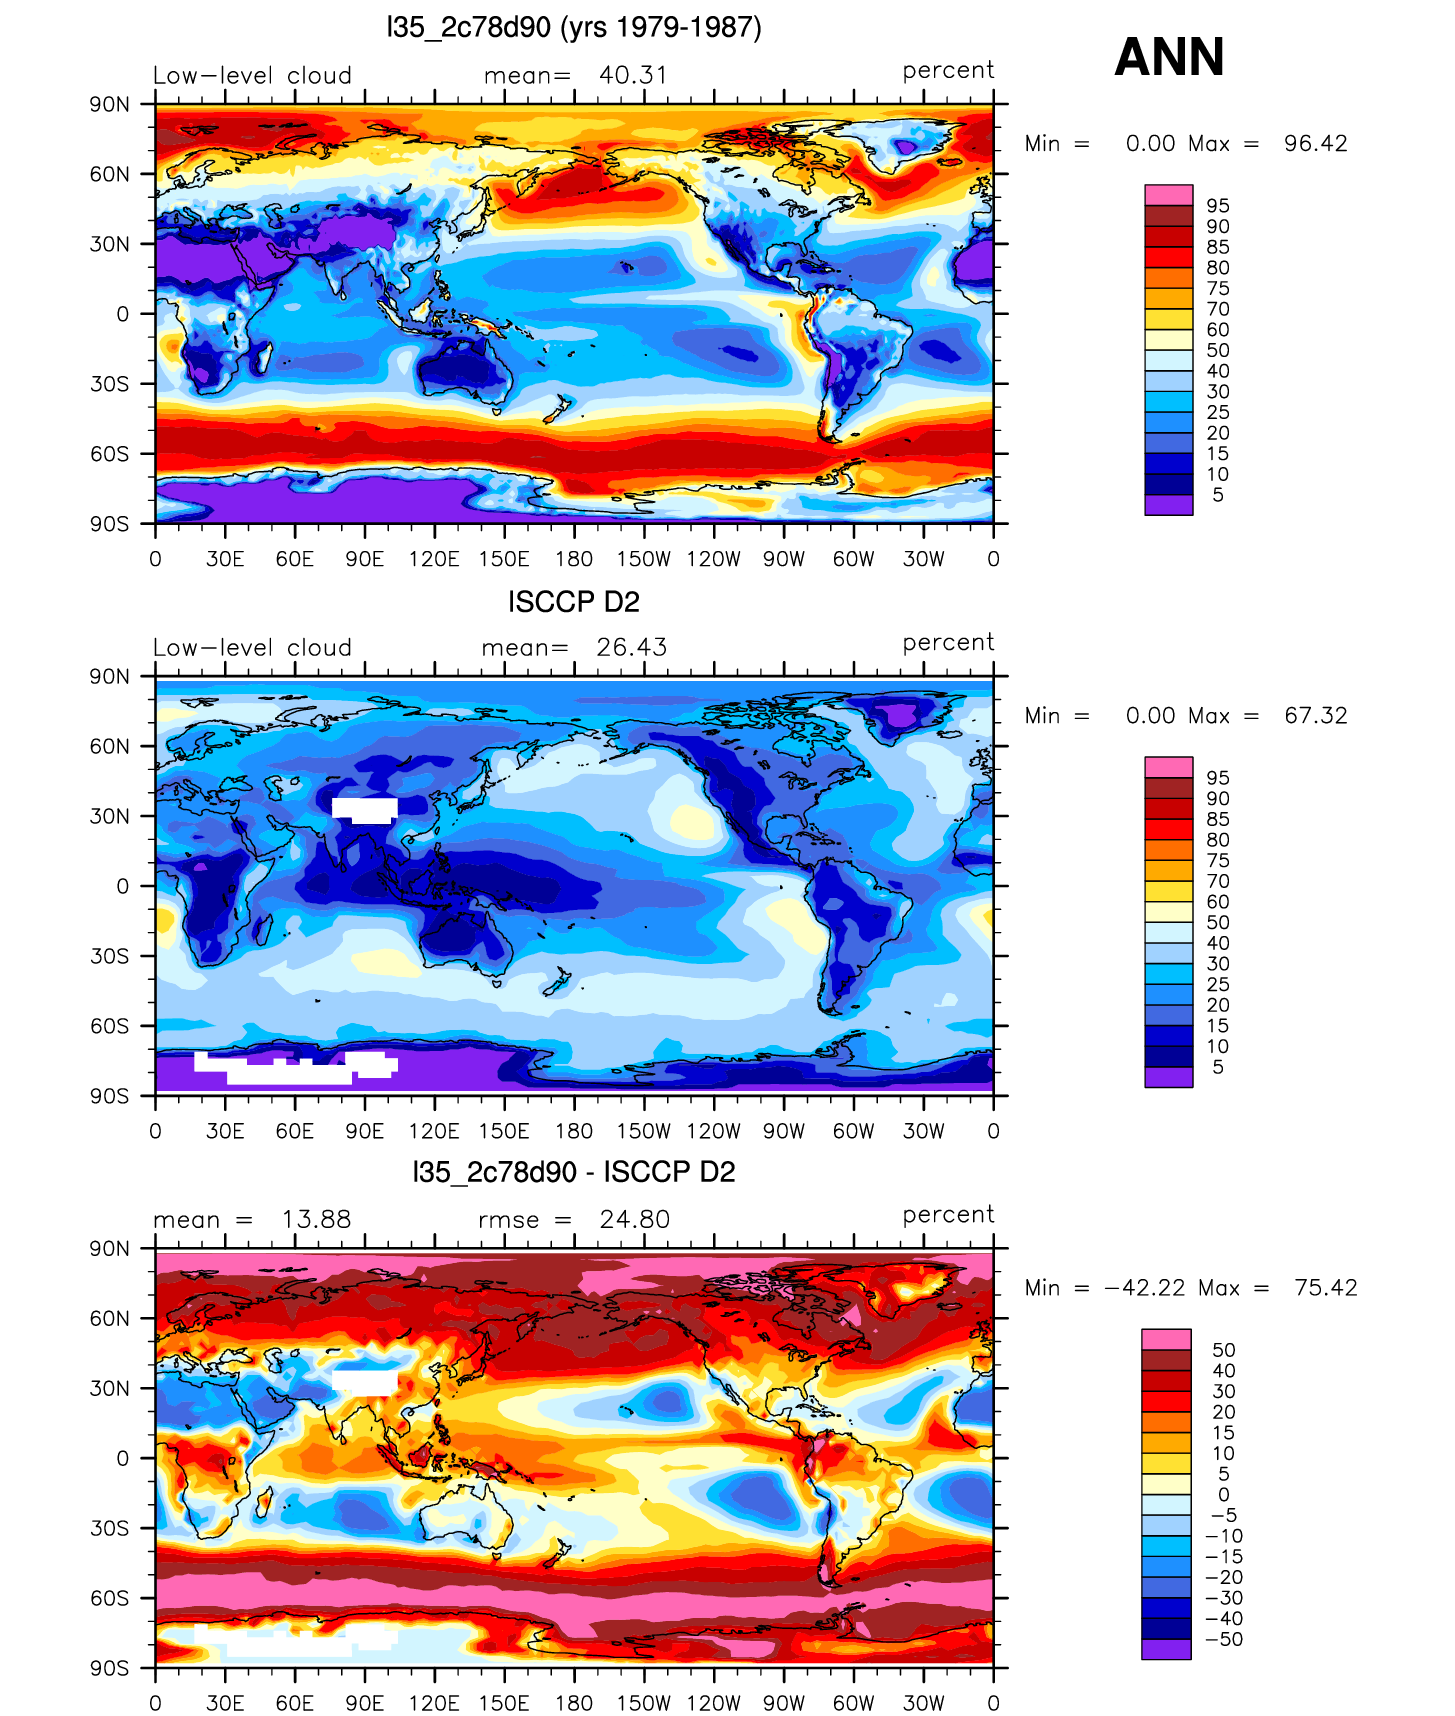 l35_2c78d90 (yrs 1979-1987)
ANN
Low-level cloud mean= 40.31 percent
Min = 0.00 Max = 96.42
90N
60N
30N
0
30S
60S
90S
0 30E 60E 90E 120E 150E 180 150W 120W 90W 60W 30W 0
95
90
85
80
75
70
60
50
40
30
25
20
15
10
5
ISCCP D2
Low-level cloud mean= 26.43 percent
Min = 0.00 Max = 67.32
90N
60N
30N
0
30S
60S
90S
0 30E 60E 90E 120E 150E 180 150W 120W 90W 60W 30W 0
95
90
85
80
75
70
60
50
40
30
25
20
15
10
5
l35_2c78d90 - ISCCP D2
mean = 13.88 rmse = 24.80 percent
Min = -42.22 Max = 75.42
90N
60N
30N
0
30S
60S
90S
0 30E 60E 90E 120E 150E 180 150W 120W 90W 60W 30W 0
50
40
30
20
15
10
5
0
-5
-10
-15
-20
-30
-40
-50